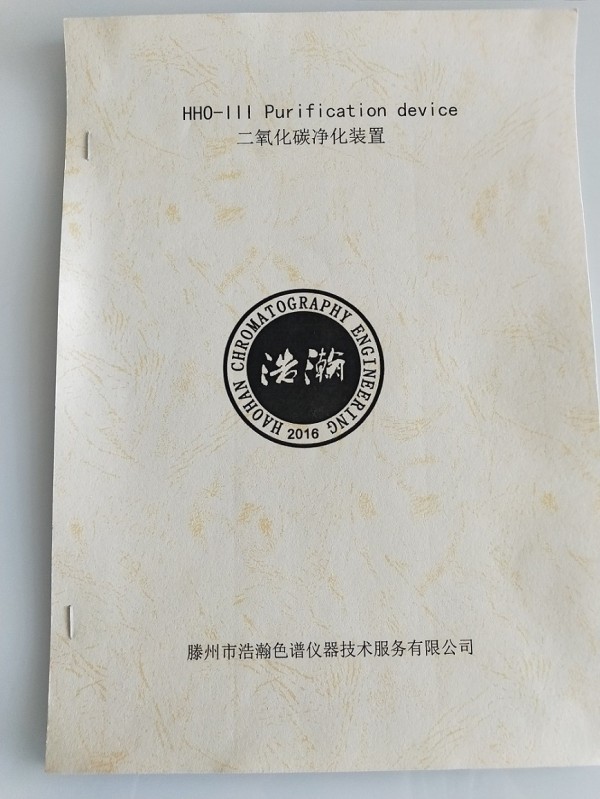 HHO-III Purification device
二氧化碳净化装置
HAOHAN CHROMATOGRAPHY ENGINEERING
浩瀚
2016
滕州市浩瀚色谱仪器技术服务有限公司